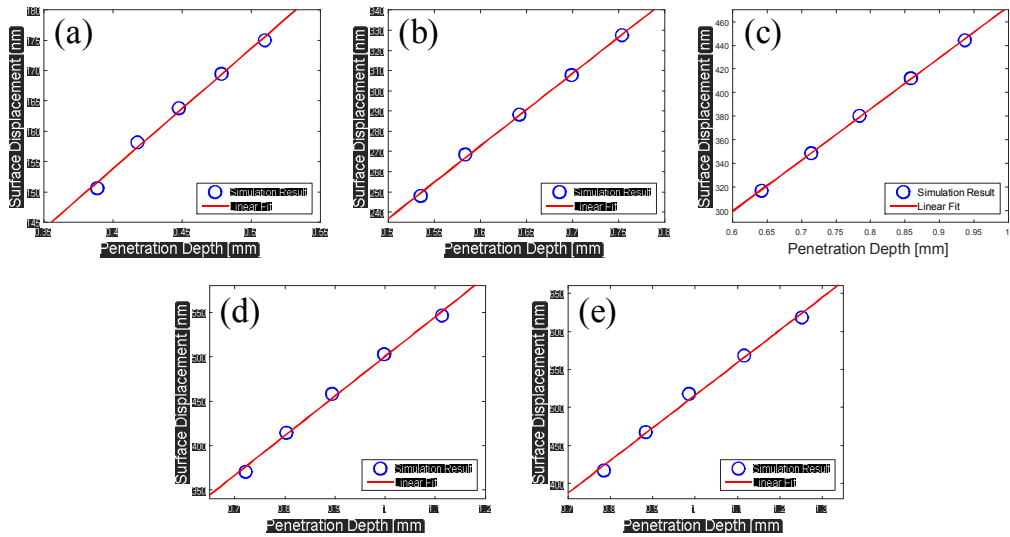 (a)
180
175
170
165
160
155
150
145
0.35
0.4
0.45
0.5
0.55
Surface Displacement [nm]
Penetration Depth [mm]
Simulation Result
Linear Fit
(b)
340
330
320
310
300
290
280
270
260
250
240
0.5
0.55
0.6
0.65
0.7
0.75
0.8
Surface Displacement [nm]
Penetration Depth [mm]
Simulation Result
Linear Fit
(c)
460
440
420
400
380
360
340
320
300
0.6
0.65
0.7
0.75
0.8
0.85
0.9
0.95
1
Surface Displacement [nm]
Penetration Depth [mm]
Simulation Result
Linear Fit
(d)
550
500
450
400
350
0.7
0.8
0.9
1
1.1
1.2
Surface Displacement [nm]
Penetration Depth [mm]
Simulation Result
Linear Fit
(e)
650
600
550
500
450
400
0.7
0.8
0.9
1
1.1
1.2
1.3
Surface Displacement [nm]
Penetration Depth [mm]
Simulation Result
Linear Fit